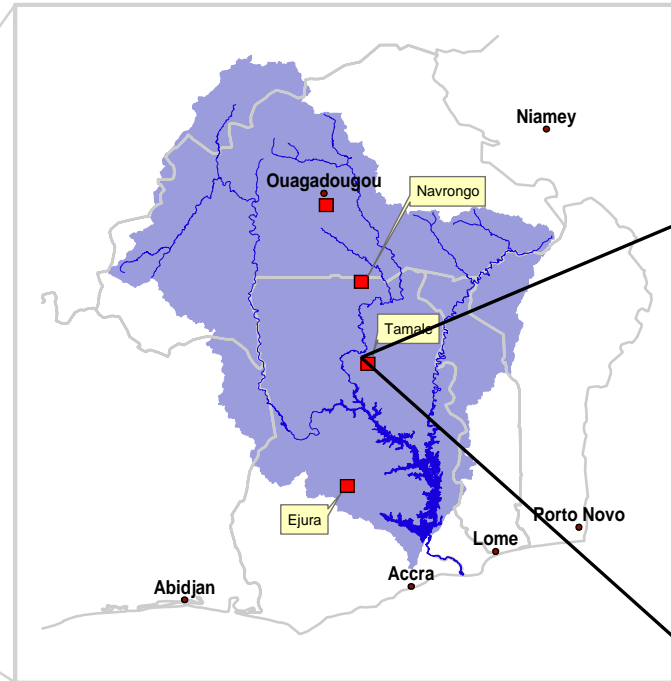 Niamey
Ouagadougou
Navrongo
Tamale
Ejura
Porto Novo
Lome
Accra
Abidjan